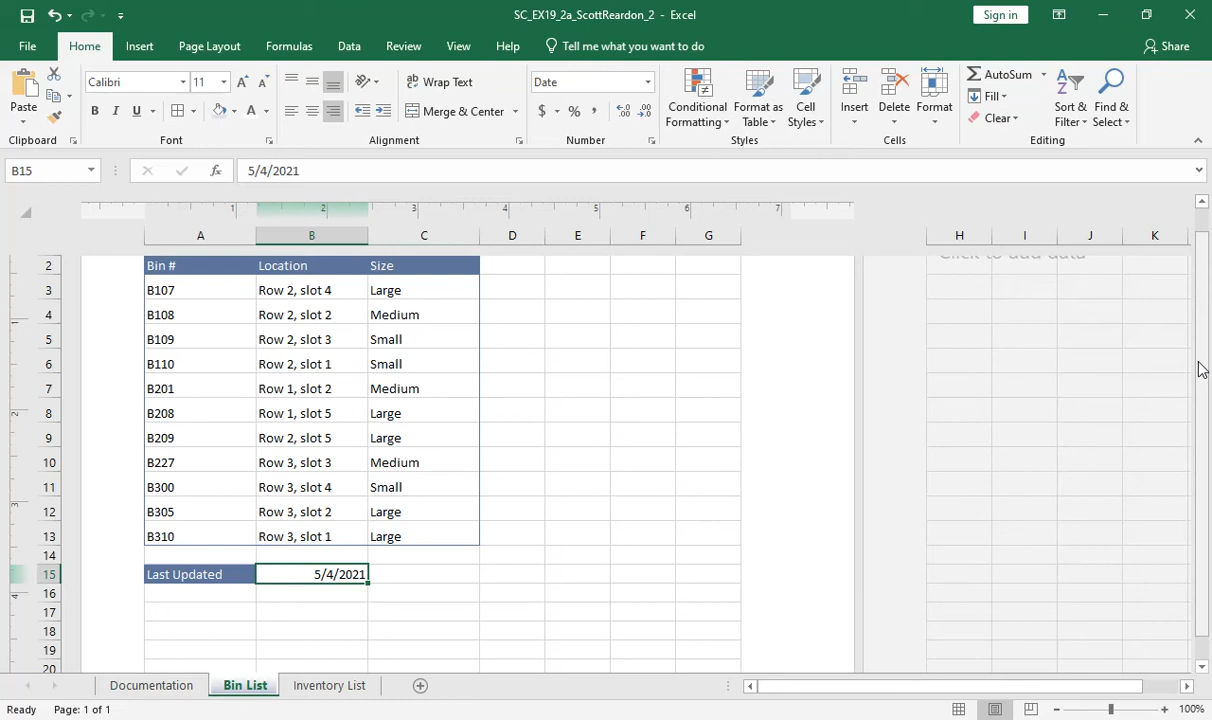 SC_EX19_2a_ScottReardon_2 - Excel
Sign in
File Home Insert Page Layout Formulas Data Review View Help Tell me what you want to do Share
Paste
Calibri 11
B I U A
Wrap Text
Merge & Center
Date
$ % ,
Conditional Formatting
Format as Table
Cell Styles
Insert
Delete
Format
AutoSum
Fill
Clear
Sort & Filter
Find & Select
Clipboard Font Alignment Number Styles Cells Editing
B15 fx 5/4/2021
1 2 3 4 5 6 7
A B C D E F G H I J K
Click to add data
2 Bin # Location Size
3 B107 Row 2, slot 4 Large
4 B108 Row 2, slot 2 Medium
5 B109 Row 2, slot 3 Small
6 B110 Row 2, slot 1 Small
7 B201 Row 1, slot 2 Medium
8 B208 Row 1, slot 5 Large
9 B209 Row 2, slot 5 Large
10 B227 Row 3, slot 3 Medium
11 B300 Row 3, slot 4 Small
12 B305 Row 3, slot 2 Large
13 B310 Row 3, slot 1 Large
14
15 Last Updated 5/4/2021
16
17
18
19
20
Documentation Bin List Inventory List
Ready Page: 1 of 1 100%